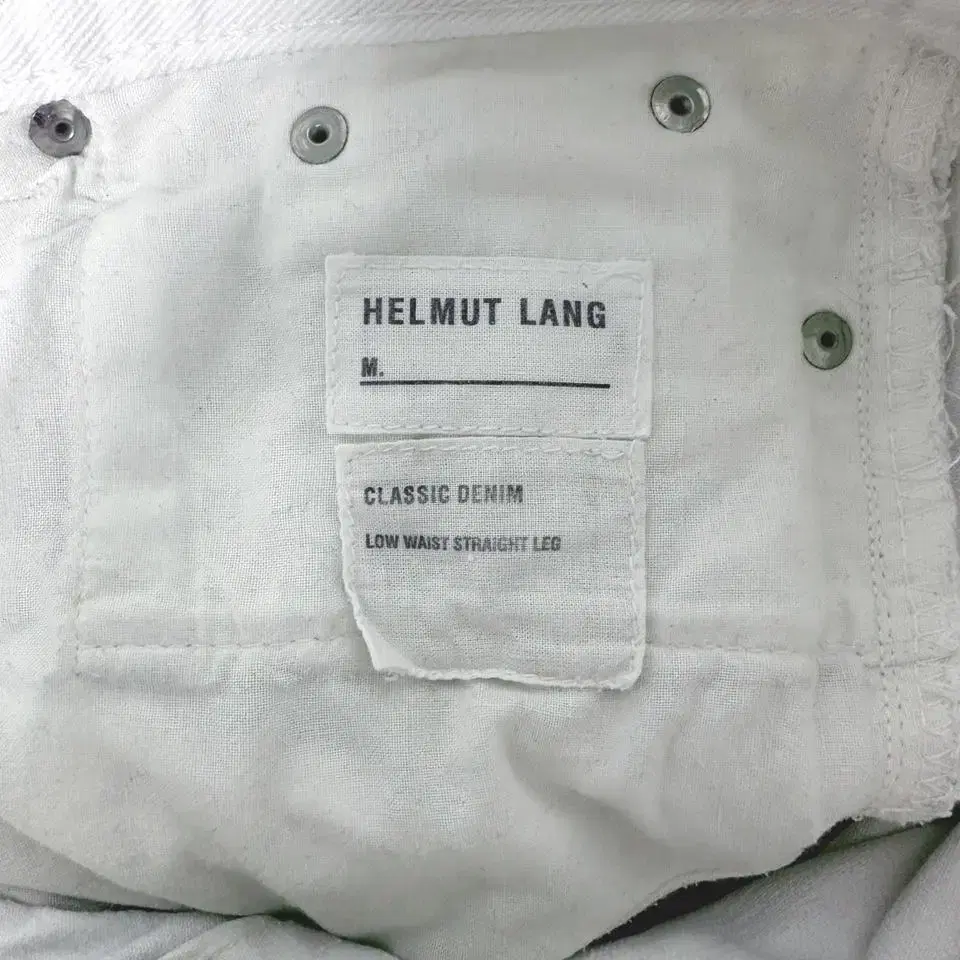 HELMUT LANG
M.
CLASSIC DENIM
LOW WAIST STRAIGHT LEG